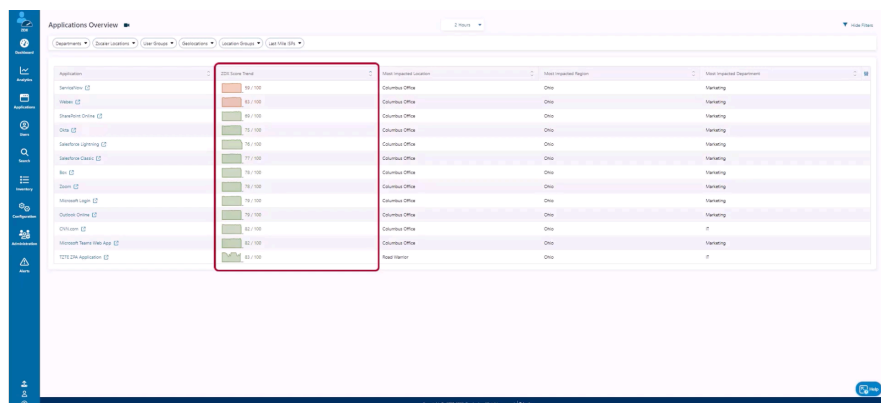 Applications Overview
2 Hours
Hide Filters
Departments
Zscaler Locations
User Groups
Geolocations
Location Groups
Last Mile ISPs
Dashboard
Analytics
Applications
Users
Search
Inventory
Configuration
Administration
Alerts
Application ZDX Score Trend Most Impacted Location Most Impacted Region Most Impacted Department
ServiceNow 59 / 100 Columbus Office Ohio Marketing
Webex 63 / 100 Columbus Office Ohio Marketing
SharePoint Online 69 / 100 Columbus Office Ohio Marketing
Okta 75 / 100 Columbus Office Ohio Marketing
Salesforce Lightning 76 / 100 Columbus Office Ohio Marketing
Salesforce Classic 77 / 100 Columbus Office Ohio Marketing
Box 78 / 100 Columbus Office Ohio Marketing
Zoom 78 / 100 Columbus Office Ohio Marketing
Microsoft Login 79 / 100 Columbus Office Ohio Marketing
Outlook Online 79 / 100 Columbus Office Ohio Marketing
CNN.com 82 / 100 Columbus Office Ohio IT
Microsoft Teams Web App 82 / 100 Columbus Office Ohio Marketing
ZPA Application 83 / 100 Road Warrior Ohio IT
Help